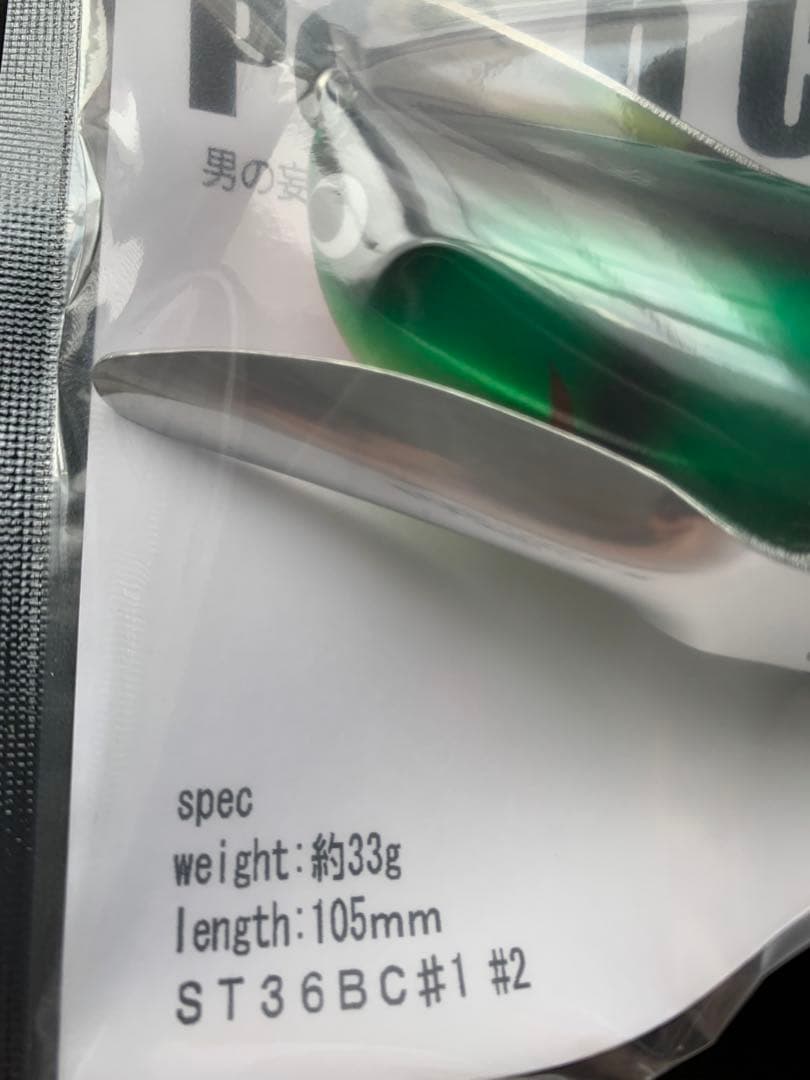 男の
spec
weight:約33g
length:105mm
ST36BC#1 #2